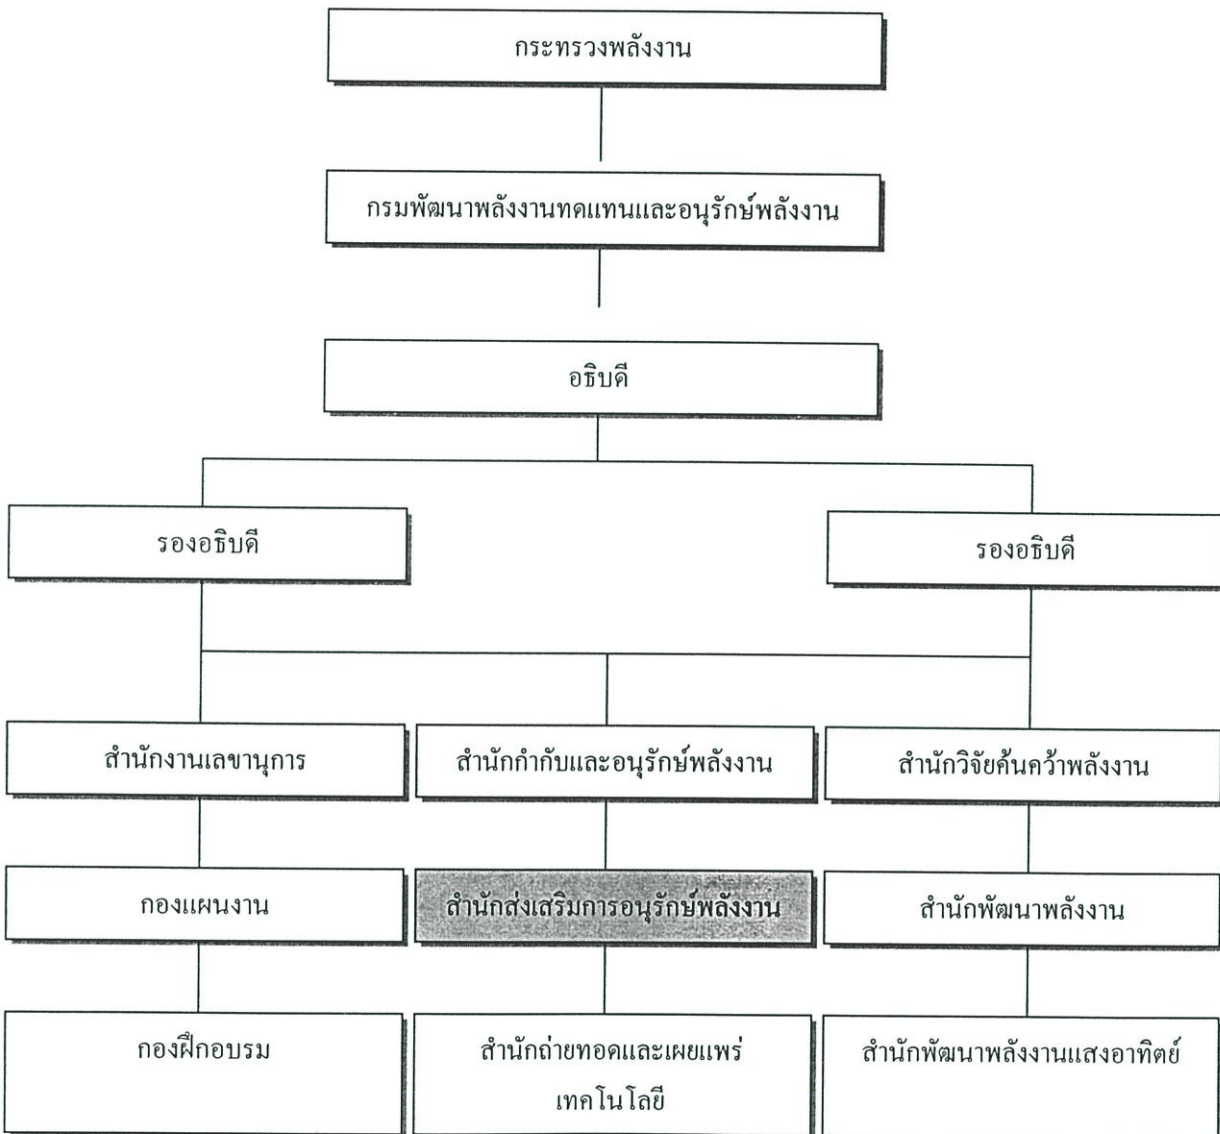 กระทรวงพลังงาน
กรมพัฒนาพลังงานทดแทนและอนุรักษ์พลังงาน
อธิบดี
รองอธิบดี
รองอธิบดี
สำนักงานเลขานุการ
สำนักกำกับและอนุรักษ์พลังงาน
สำนักวิจัยค้นคว้าพลังงาน
กองแผนงาน
สำนักส่งเสริมการอนุรักษ์พลังงาน
สำนักพัฒนาพลังงาน
กองฝึกอบรม
สำนักถ่ายทอดและเผยแพร่
เทคโนโลยี
สำนักพัฒนาพลังงานแสงอาทิตย์